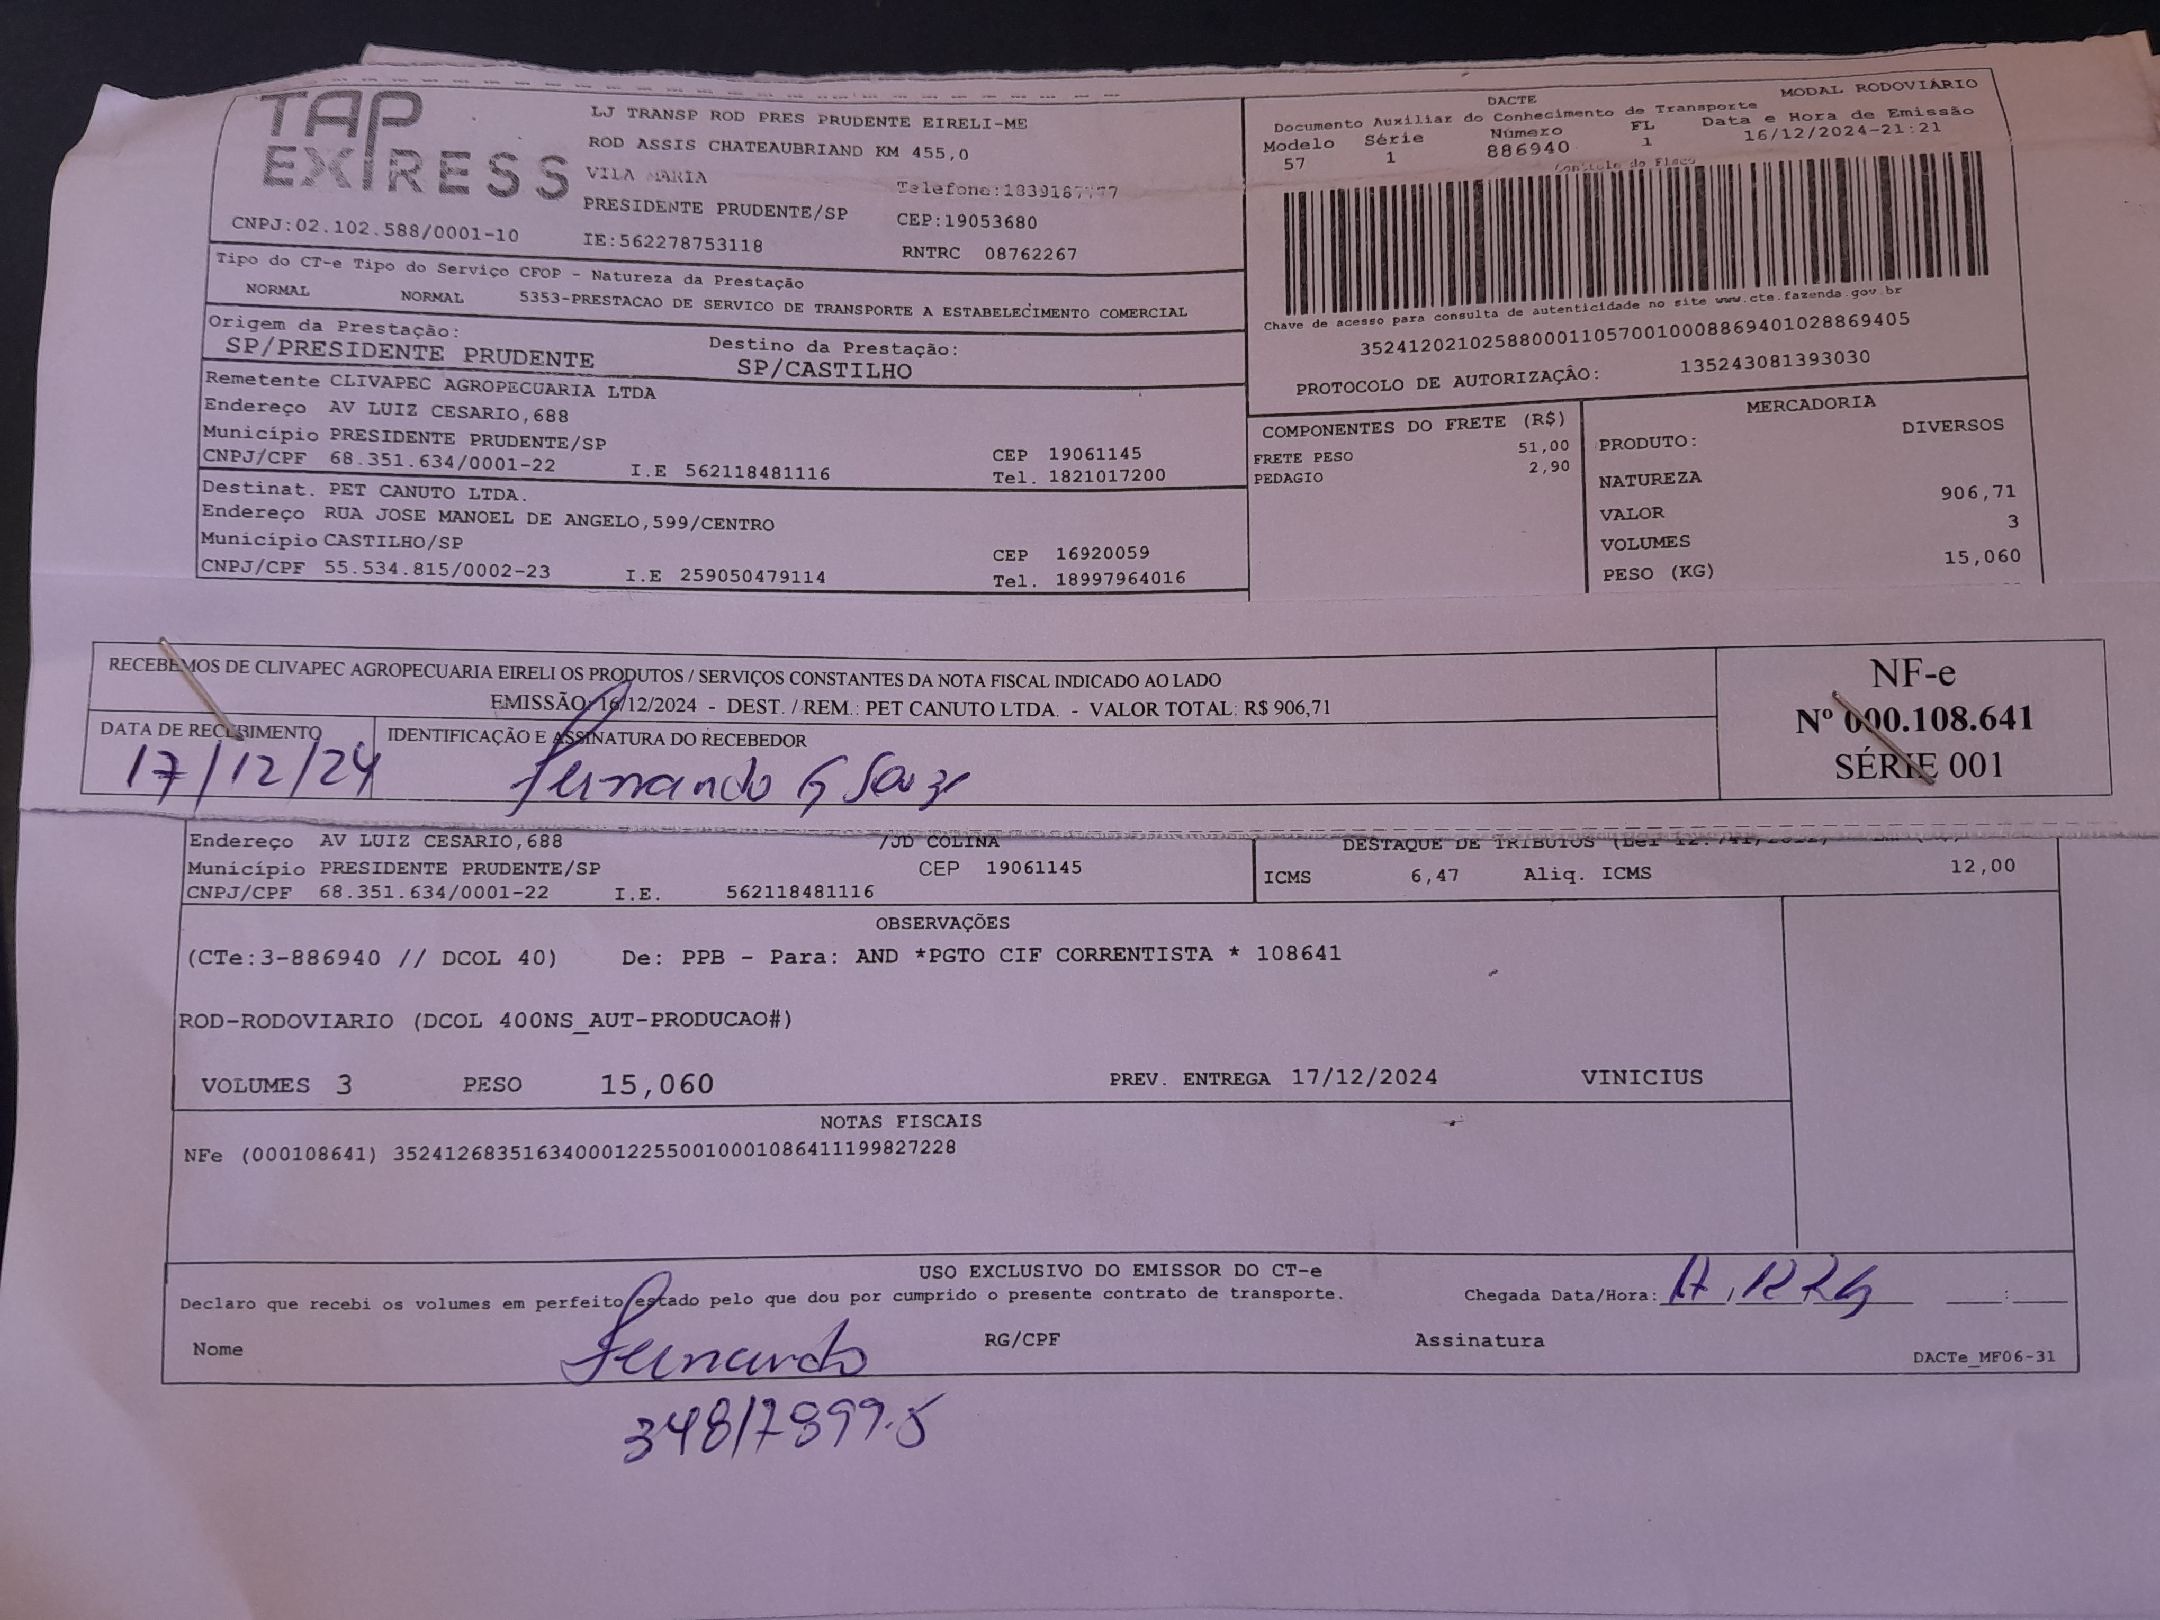 TAP
EXPRESS
CNPJ:02.102.588/0001-10
LJ TRANSP ROD PRES PRUDENTE EIRELI-ME
ROD ASSIS CHATEAUBRIAND KM 455,0
VILA MARIA
Telefone:
PRESIDENTE PRUDENTE/SP CEP:19053680
IE:562278753118 RNTRC 08762267
DACTE MODAL RODOVIÁRIO
Documento Auxiliar do Conhecimento de Transporte
Modelo Série Número FL Data e Hora de Emissão
57 1 886940 1 16/12/2024-21:21
Controle do Fisco
Chave de acesso para consulta de autenticidade no site www.cte.fazenda.gov.br
35241202102588000110570010008869401028869405
PROTOCOLO DE AUTORIZAÇÃO: 135243081393030
Tipo do CT-e Tipo do Serviço CFOP - Natureza da Prestação
NORMAL NORMAL 5353-PRESTACAO DE SERVICO DE TRANSPORTE A ESTABELECIMENTO COMERCIAL
Origem da Prestação: Destino da Prestação:
SP/PRESIDENTE PRUDENTE SP/CASTILHO
Remetente CLIVAPEC AGROPECUARIA LTDA
Endereço AV LUIZ CESARIO,688
Município PRESIDENTE PRUDENTE/SP CEP 19061145
CNPJ/CPF 68.351.634/0001-22 I.E 562118481116 Tel. 1821017200
Destinat. PET CANUTO LTDA.
Endereço RUA JOSE MANOEL DE ANGELO,599/CENTRO
Município CASTILHO/SP CEP 16920059
CNPJ/CPF 55.534.815/0002-23 I.E 259050479114 Tel. 18997964016
COMPONENTES DO FRETE (R$)
FRETE PESO 51,00
PEDAGIO 2,90
MERCADORIA
PRODUTO: DIVERSOS
NATUREZA
VALOR 906,71
VOLUMES 3
PESO (KG) 15,060
RECEBEMOS DE CLIVAPEC AGROPECUARIA EIRELI OS PRODUTOS / SERVIÇOS CONSTANTES DA NOTA FISCAL INDICADO AO LADO
EMISSÃO: 16/12/2024 - DEST. / REM.: PET CANUTO LTDA. - VALOR TOTAL: R$ 906,71
DATA DE RECEBIMENTO IDENTIFICAÇÃO E ASSINATURA DO RECEBEDOR
17/12/24 Fernando G Souza
NF-e
Nº 000.108.641
SÉRIE 001
Endereço AV LUIZ CESARIO,688 /JD COLINA
Município PRESIDENTE PRUDENTE/SP CEP 19061145
CNPJ/CPF 68.351.634/0001-22 I.E. 562118481116
DESTAQUE DE TRIBUTOS
ICMS 6,47 Aliq. ICMS 12,00
OBSERVAÇÕES
(CTe:3-886940 // DCOL 40) De: PPB - Para: AND *PGTO CIF CORRENTISTA * 108641
ROD-RODOVIARIO (DCOL 400NS_AUT-PRODUCAO#)
VOLUMES 3 PESO 15,060 PREV. ENTREGA 17/12/2024 VINICIUS
NOTAS FISCAIS
NFe (000108641) 35241268351634000122550010001086411199827228
USO EXCLUSIVO DO EMISSOR DO CT-e
Declaro que recebi os volumes em perfeito estado pelo que dou por cumprido o presente contrato de transporte. Chegada Data/Hora: 17, 12 24 :
Nome Fernando RG/CPF Assinatura
DACTe_MF06-31
34817899.5